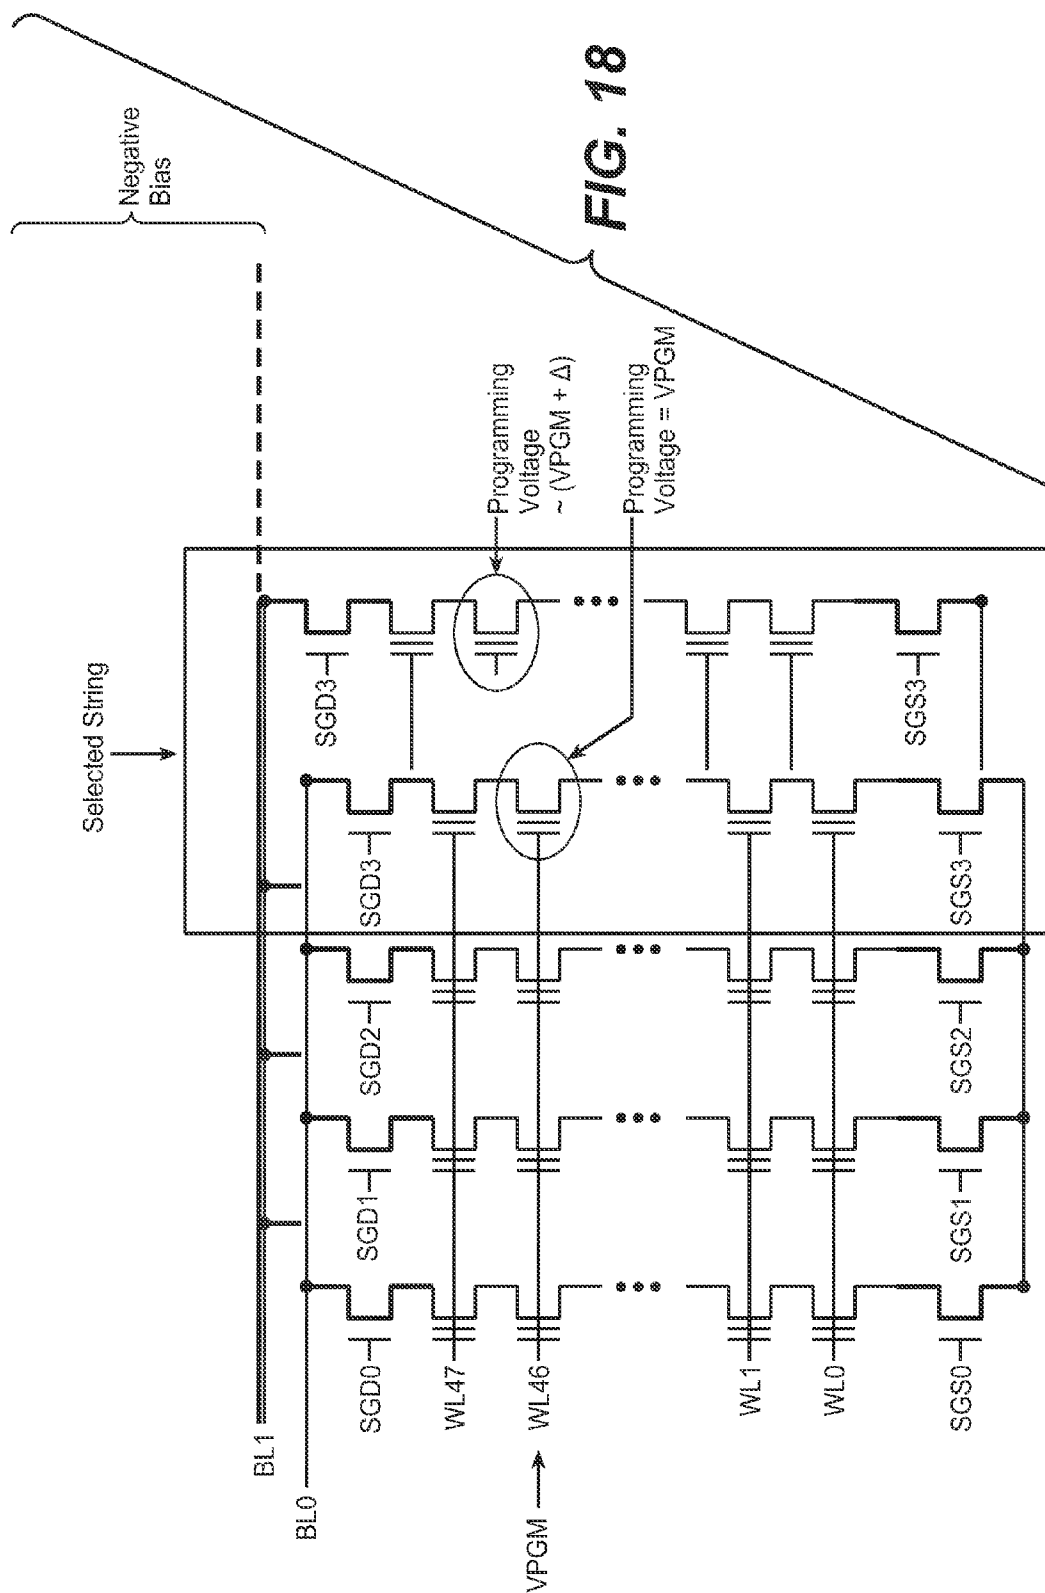 Selected String
Negative
Bias
BL1
BL0
SGD0
SGD1
SGD2
SGD3
SGD3
WL47
VPGM
WL46
Programming
Voltage
~ (VPGM + Δ)
Programming
Voltage = VPGM
WL1
WL0
SGS0
SGS1
SGS2
SGS3
SGS3
FIG. 18